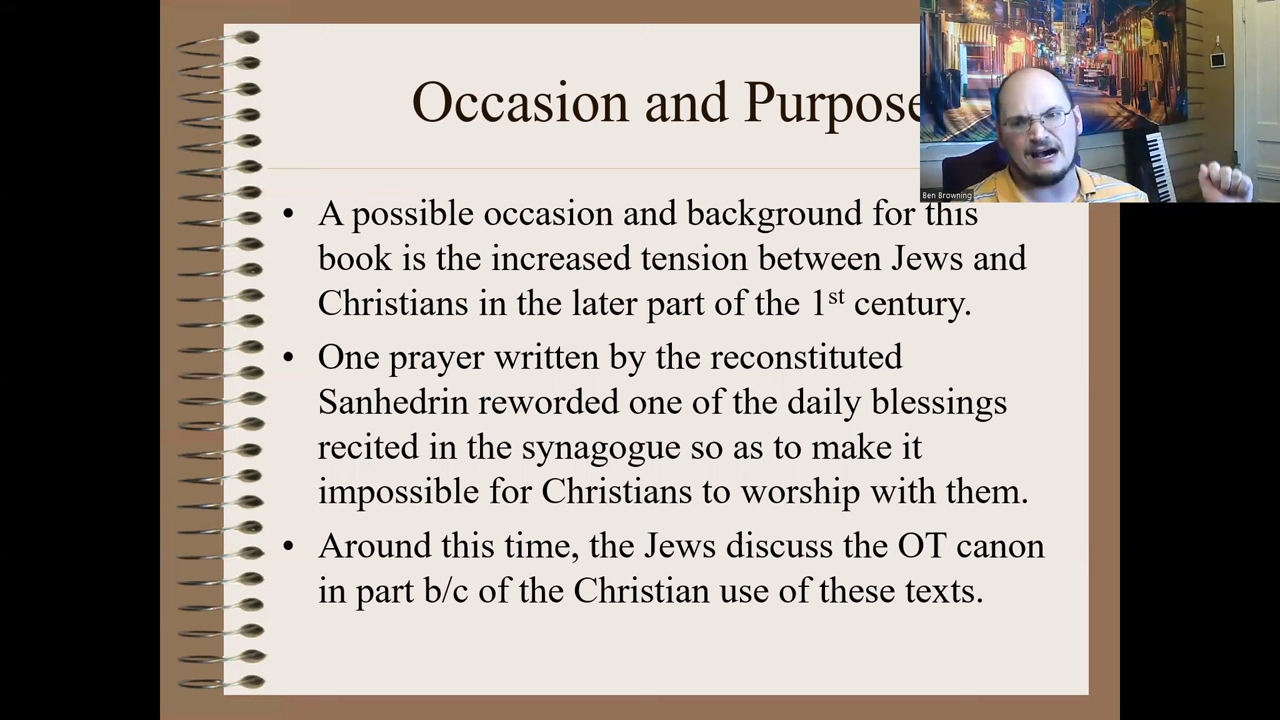 Occasion and Purpose
Ben Browning
• A possible occasion and background for this
book is the increased tension between Jews and
Christians in the later part of the 1st century.
• One prayer written by the reconstituted
Sanhedrin reworded one of the daily blessings
recited in the synagogue so as to make it
impossible for Christians to worship with them.
• Around this time, the Jews discuss the OT canon
in part b/c of the Christian use of these texts.